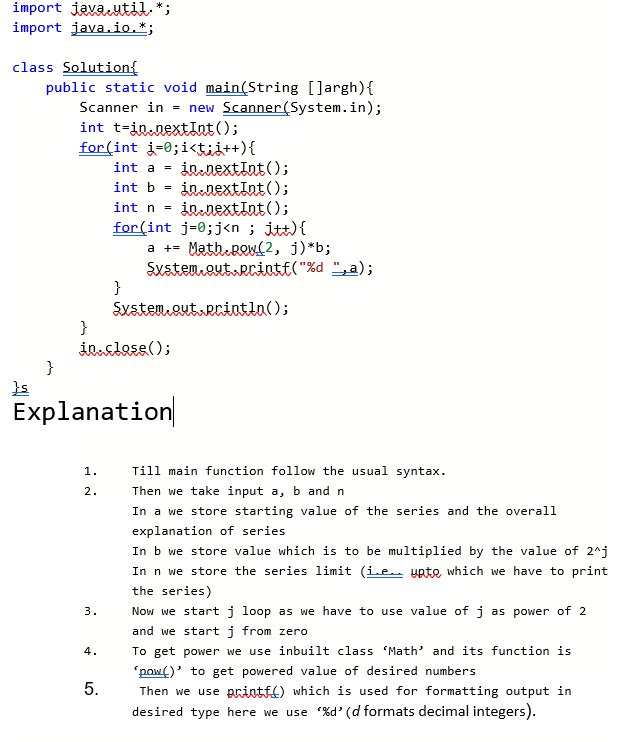 import java.util.*;
import java.io.*;
class Solution{
public static void main(String []argh){
Scanner in = new Scanner(System.in);
int t=in.nextInt();
for(int i=0;i<t;i++){
int a = in.nextInt();
int b = in.nextInt();
int n = in.nextInt();
for(int j=0;j<n ; j++){
a += Math.pow(2, j)*b;
System.out.printf("%d ",a);
}
System.out.println();
}
in.close();
}
}s
Explanation
1. Till main function follow the usual syntax.
2. Then we take input a, b and n
In a we store starting value of the series and the overall
explanation of series
In b we store value which is to be multiplied by the value of 2^j
In n we store the series limit (i.e.. upto which we have to print
the series)
3. Now we start j loop as we have to use value of j as power of 2
and we start j from zero
4. To get power we use inbuilt class ‘Math’ and its function is
‘pow()’ to get powered value of desired numbers
5. Then we use printf() which is used for formatting output in
desired type here we use ‘%d’(d formats decimal integers).